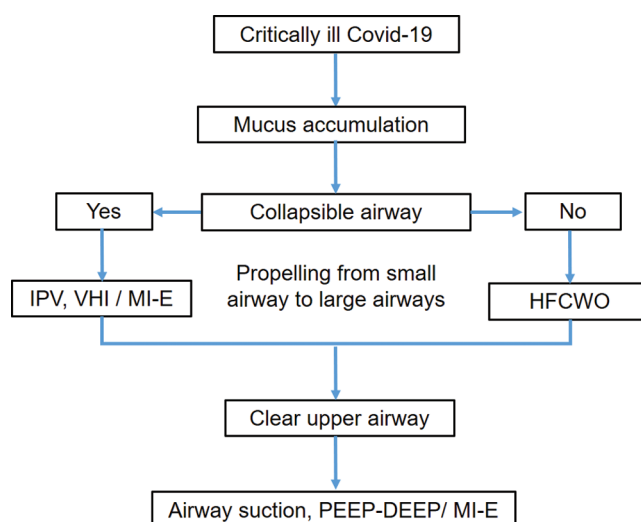 Critically ill Covid-19
Mucus accumulation
Yes
Collapsible airway
No
Propelling from small
airway to large airways
IPV, VHI / MI-E
HFCWO
Clear upper airway
Airway suction, PEEP-DEEP/ MI-E